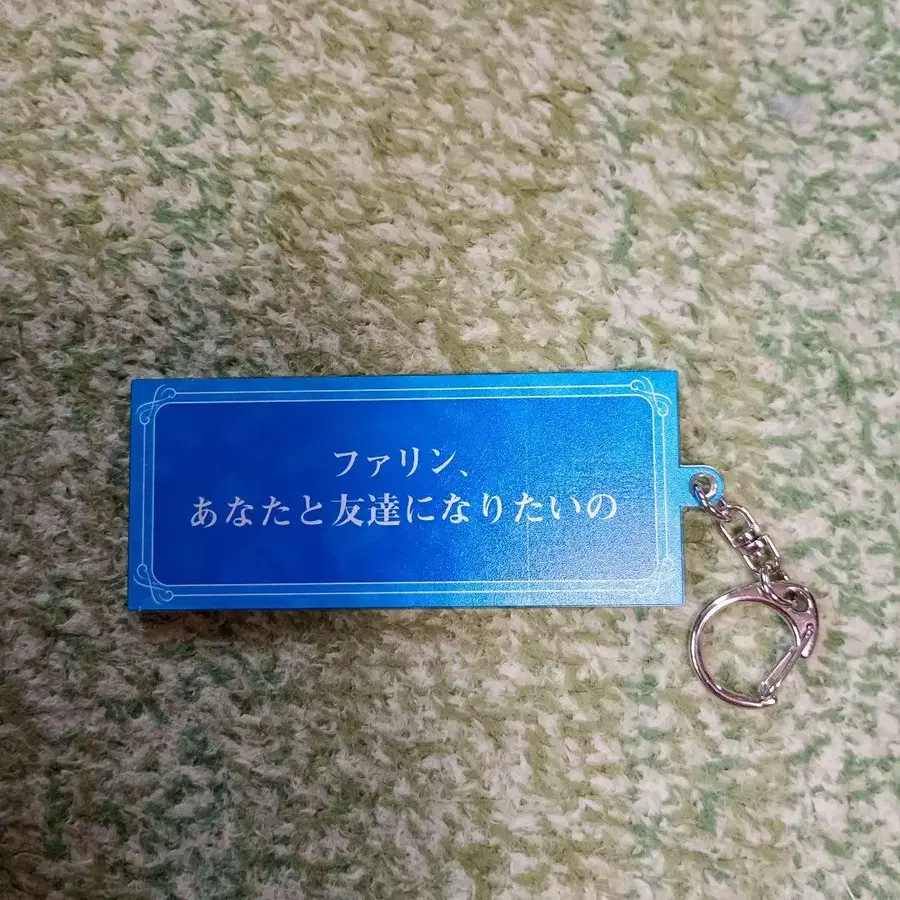 ファリン、
あなたと友達になりたいの